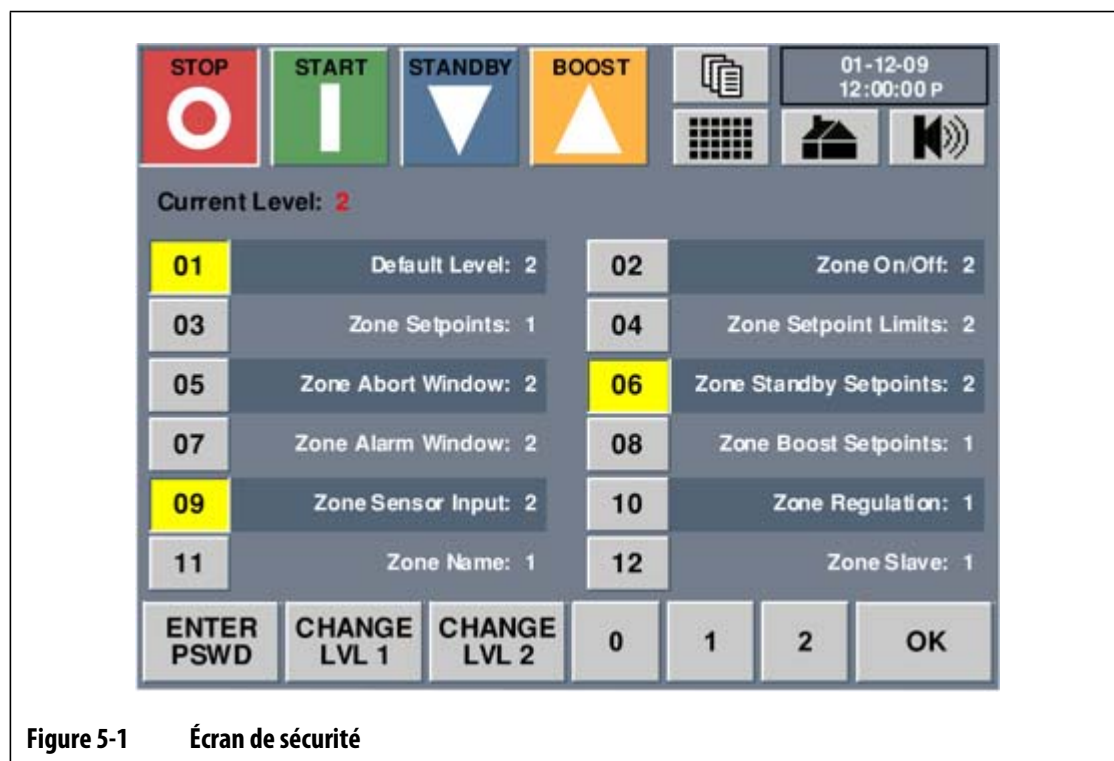 STOP START STANDBY BOOST
01-12-09
12:00:00 P
Current Level: 2
01 Default Level: 2 02 Zone On/Off: 2
03 Zone Setpoints: 1 04 Zone Setpoint Limits: 2
05 Zone Abort Window: 2 06 Zone Standby Setpoints: 2
07 Zone Alarm Window: 2 08 Zone Boost Setpoints: 1
09 Zone Sensor Input: 2 10 Zone Regulation: 1
11 Zone Name: 1 12 Zone Slave: 1
ENTER PSWD CHANGE LVL 1 CHANGE LVL 2 0 1 2 OK
Figure 5-1 Écran de sécurité